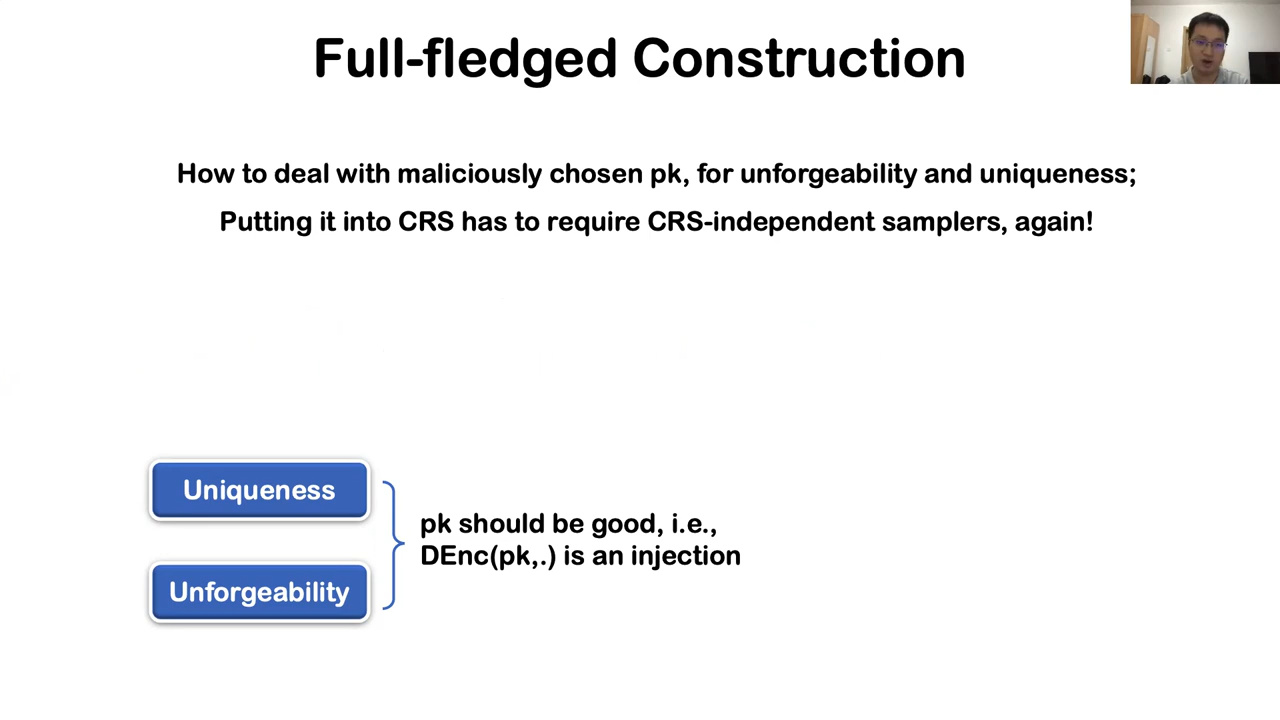 Full-fledged Construction
How to deal with maliciously chosen pk, for unforgeability and uniqueness;
Putting it into CRS has to require CRS-independent samplers, again!
Uniqueness
pk should be good, i.e.,
DEnc(pk,.) is an injection
Unforgeability